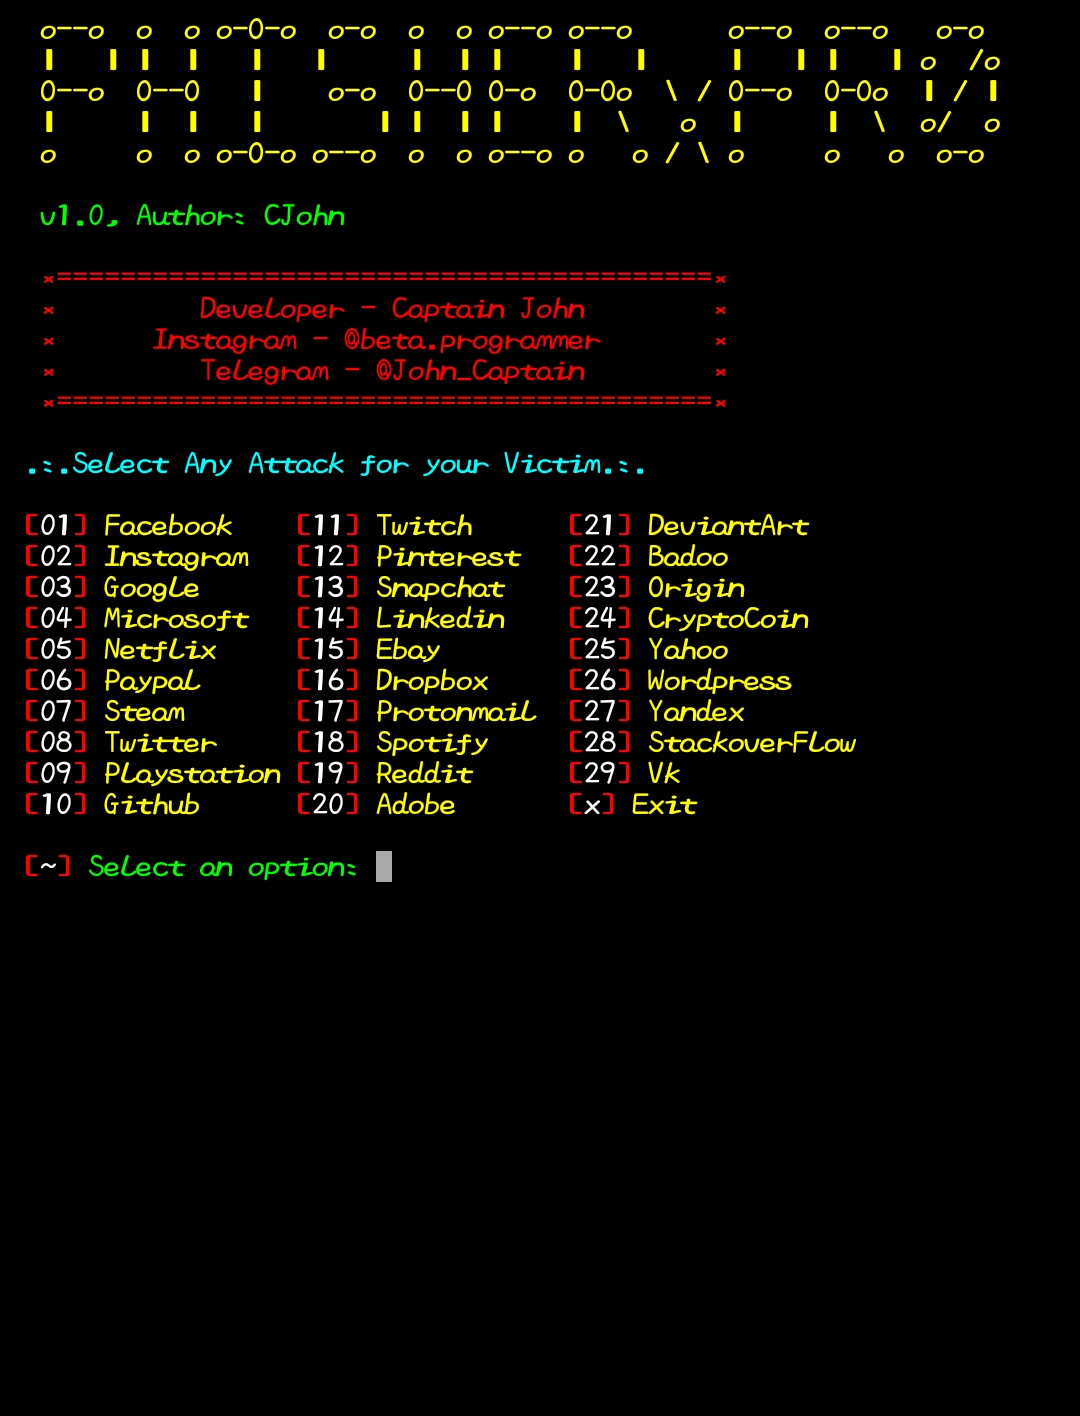 PHISHERxPR0
v1.0, Author: CJohn
*=========================================*
* Developer - Captain John *
* Instagram - @beta.programmer *
* Telegram - @John_Captain *
*=========================================*
.:.Select Any Attack for your Victim.:.
[01] Facebook [11] Twitch [21] DeviantArt
[02] Instagram [12] Pinterest [22] Badoo
[03] Google [13] Snapchat [23] Origin
[04] Microsoft [14] Linkedin [24] CryptoCoin
[05] Netflix [15] Ebay [25] Yahoo
[06] Paypal [16] Dropbox [26] Wordpress
[07] Steam [17] Protonmail [27] Yandex
[08] Twitter [18] Spotify [28] StackoverFlow
[09] Playstation [19] Reddit [29] Vk
[10] Github [20] Adobe [x] Exit
[~] Select an option: